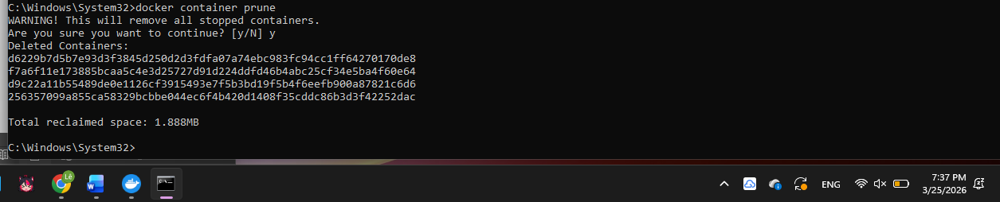 C:\Windows\System32>docker container prune
WARNING! This will remove all stopped containers.
Are you sure you want to continue? [y/N] y
Deleted Containers:
d6229b7d5b7e93d3f3845d250d2d3fdfa07a74ebc983fc94cc1ff64270170de8
f7a6f11e173885bcaa5c4e3d25727d91d224ddfd46b4abc25cf34e5ba4f60e64
d9c22a11b55489de0e1126cf3915493e7f5b3bd19f5b4f6eefb900a87821c6d6
256357099a855ca58329bcbbe044ec6f4b420d1408f35cddc86b3d3f42252dac
Total reclaimed space: 1.888MB
C:\Windows\System32>
Lê
W
C:\_
ENG
7:37 PM
3/25/2026